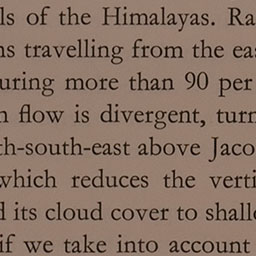 ls of the Himalayas. Ra
ns travelling from the eas
uring more than 90 per
n flow is divergent, turn
th-south-east above Jaco
which reduces the verti
d its cloud cover to shallo
if we take into account